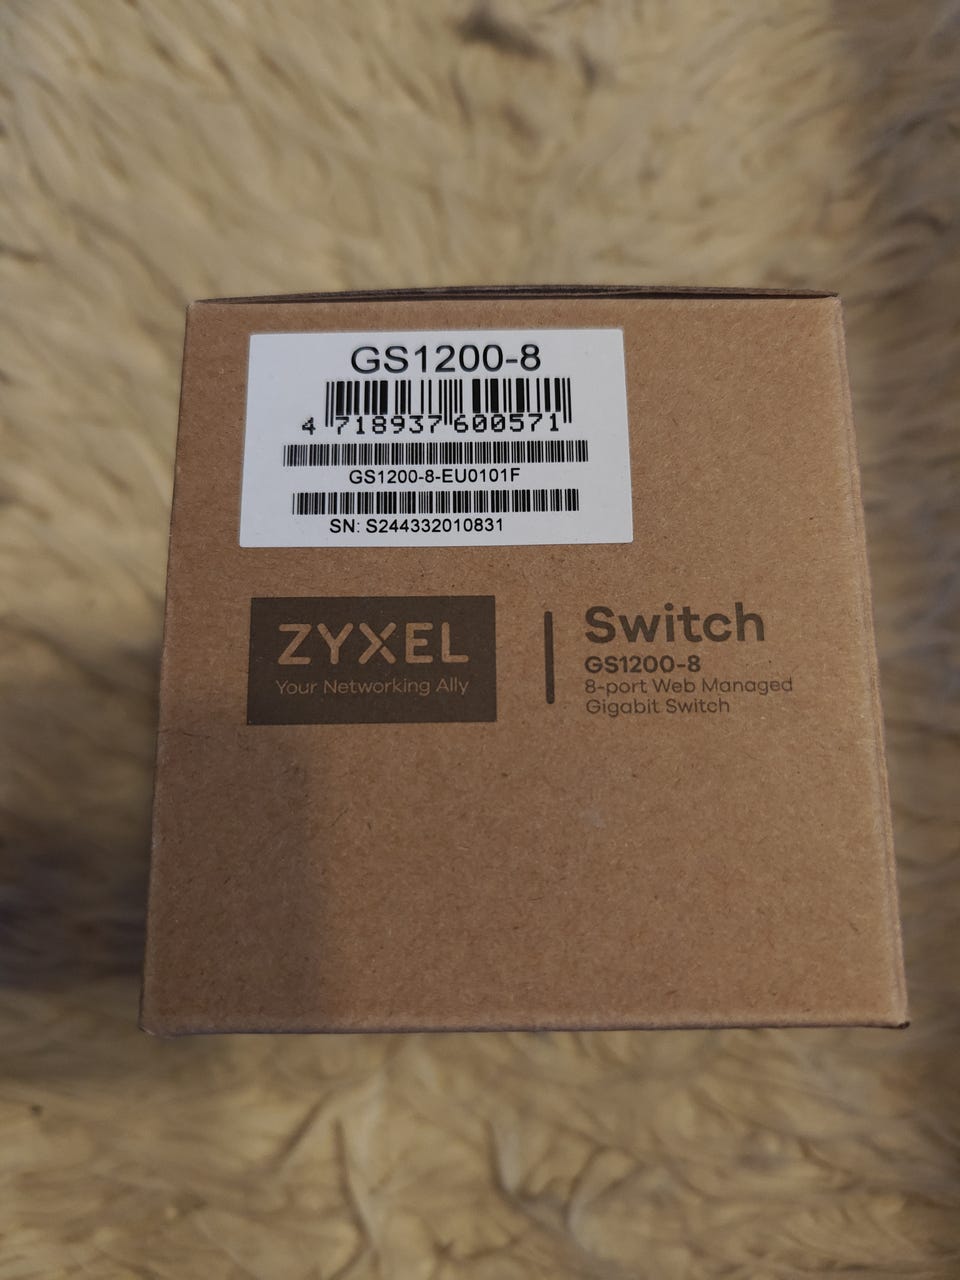 GS1200-8
4 718937 600571
GS1200-8-EU0101F
SN: S244332010831
ZYXEL
Your Networking Ally
Switch
GS1200-8
8-port Web Managed
Gigabit Switch